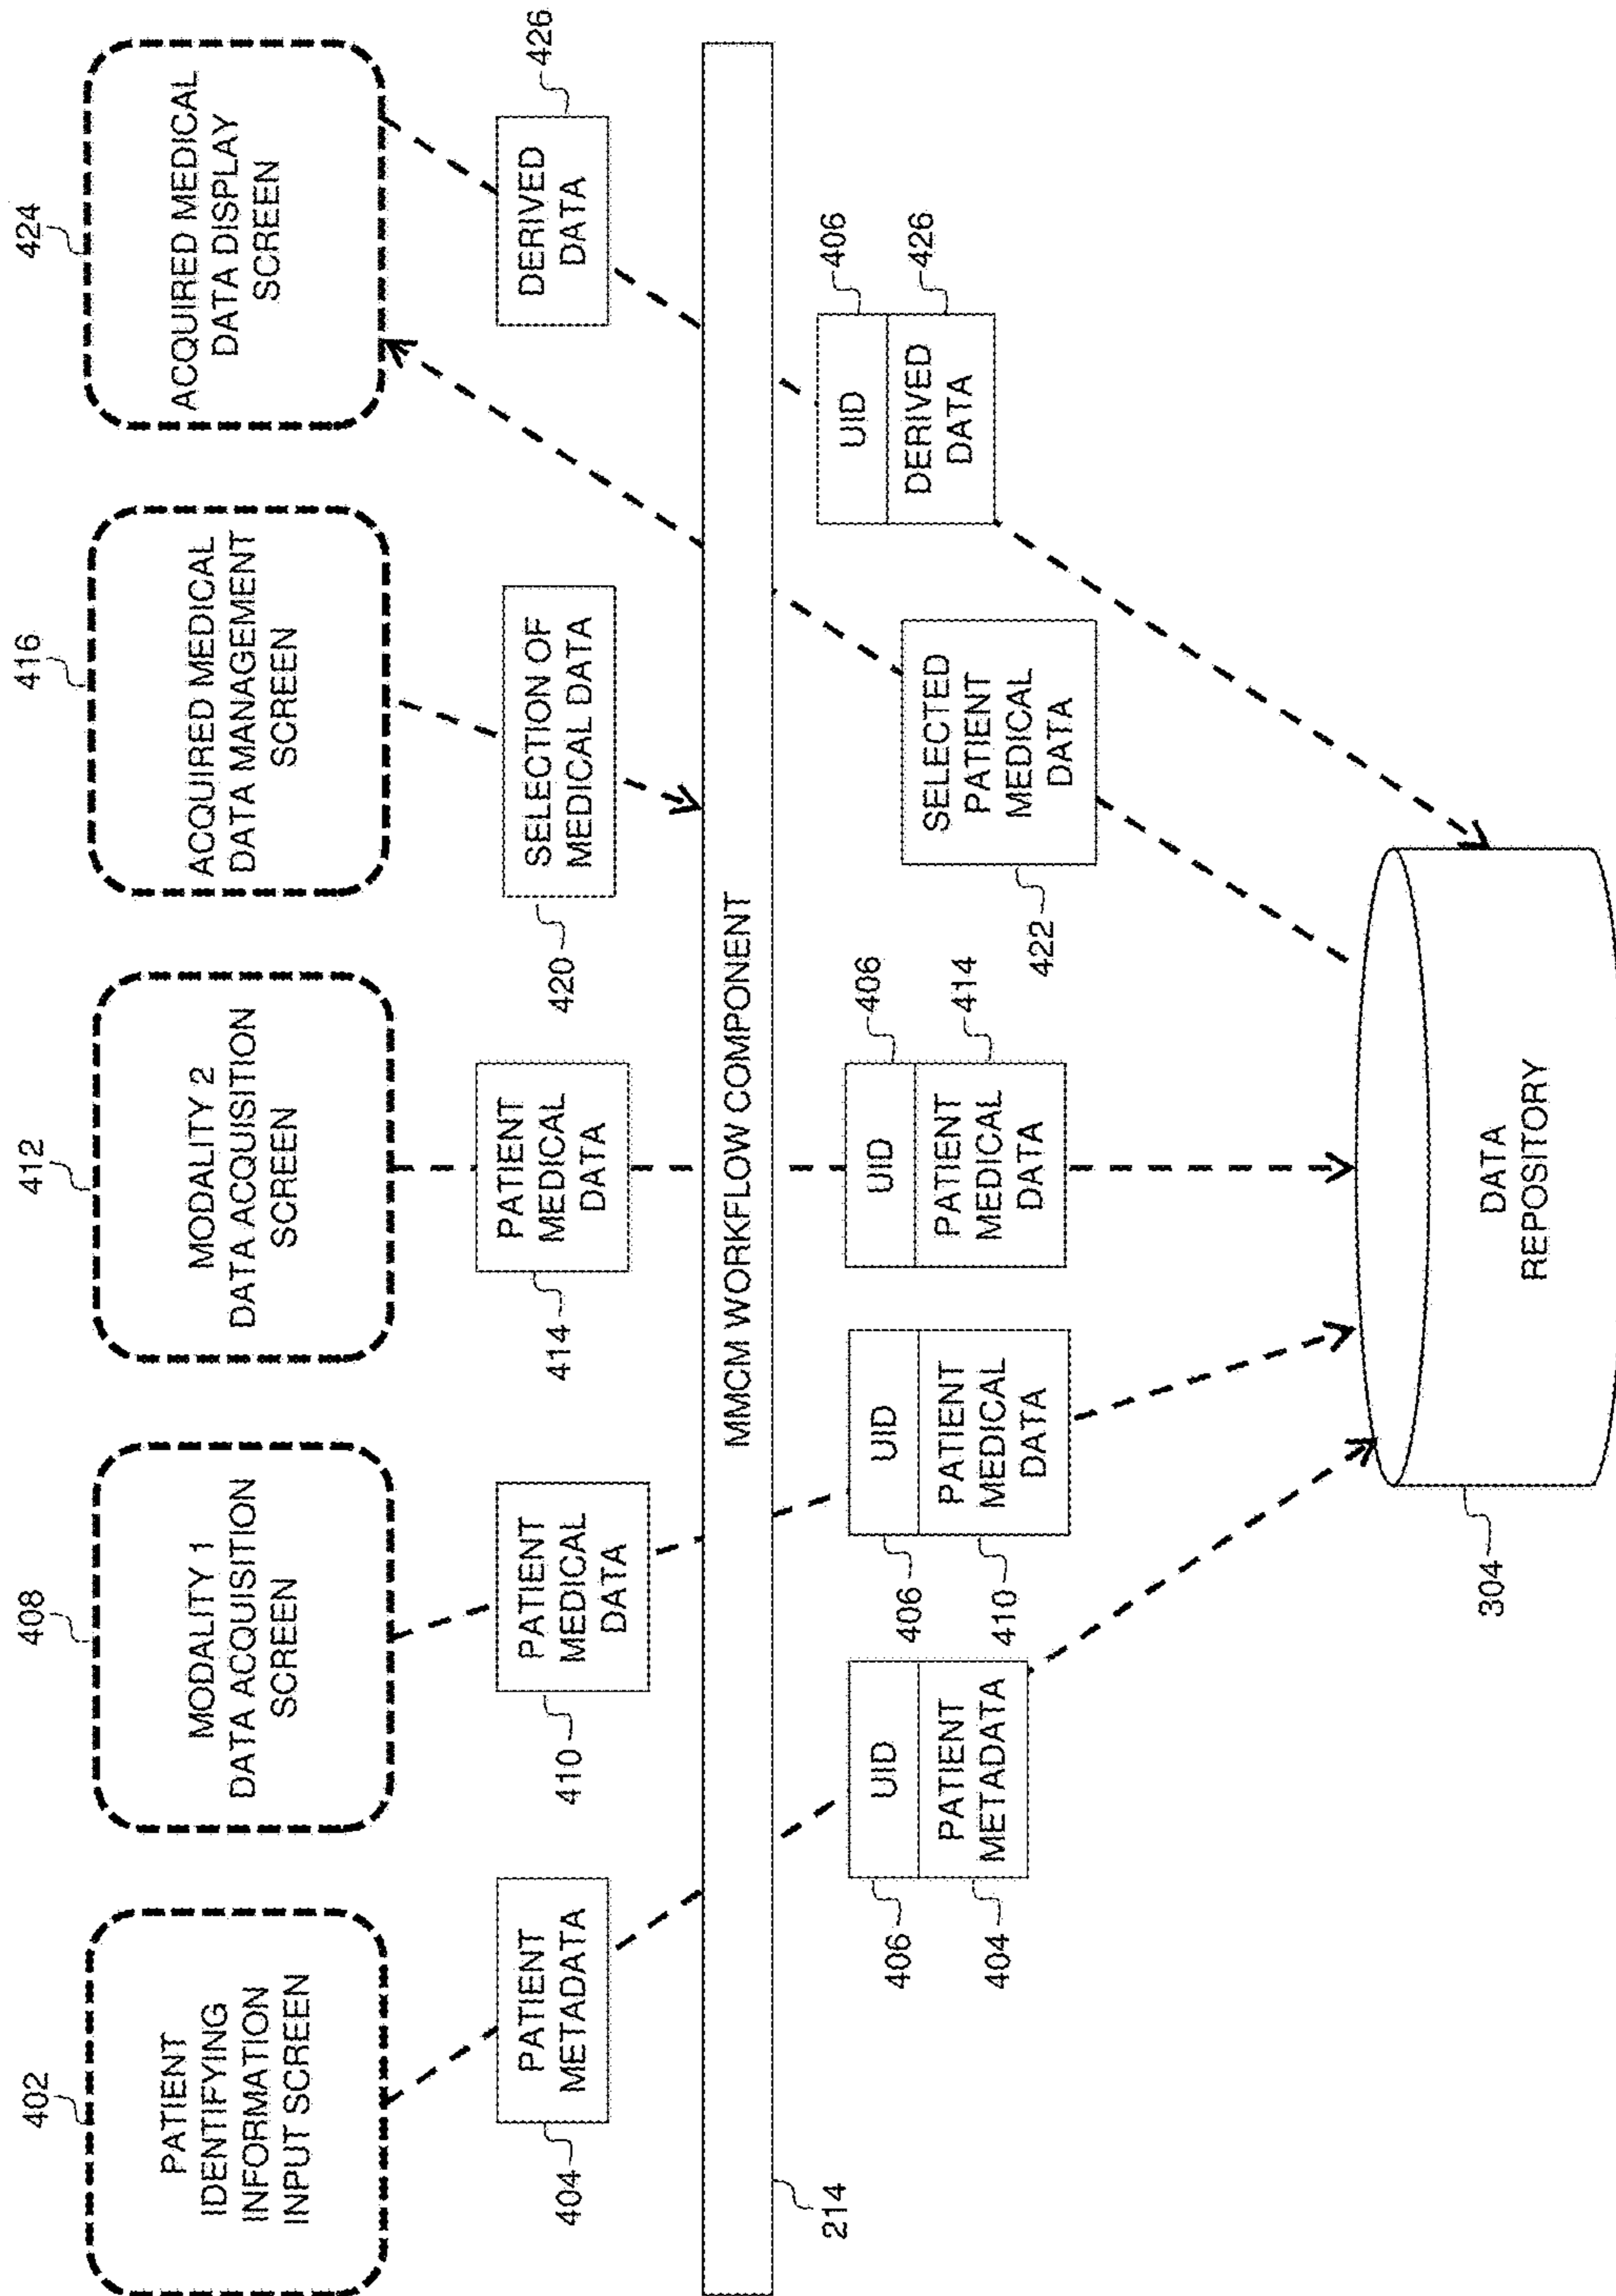 402
PATIENT
IDENTIFYING
INFORMATION
INPUT SCREEN
408
MODALITY 1
DATA ACQUISITION
SCREEN
412
MODALITY 2
DATA ACQUISITION
SCREEN
416
ACQUIRED MEDICAL
DATA MANAGEMENT
SCREEN
424
ACQUIRED MEDICAL
DATA DISPLAY
SCREEN
404
PATIENT
METADATA
410
PATIENT
MEDICAL
DATA
414
PATIENT
MEDICAL
DATA
420
SELECTION OF
MEDICAL DATA
DERIVED
DATA
426
214
MMCM WORKFLOW COMPONENT
406
UID
404
PATIENT
METADATA
406
UID
410
PATIENT
MEDICAL
DATA
UID
406
PATIENT
MEDICAL
DATA
414
422
SELECTED
PATIENT
MEDICAL
DATA
UID
406
DERIVED
DATA
426
304
DATA
REPOSITORY